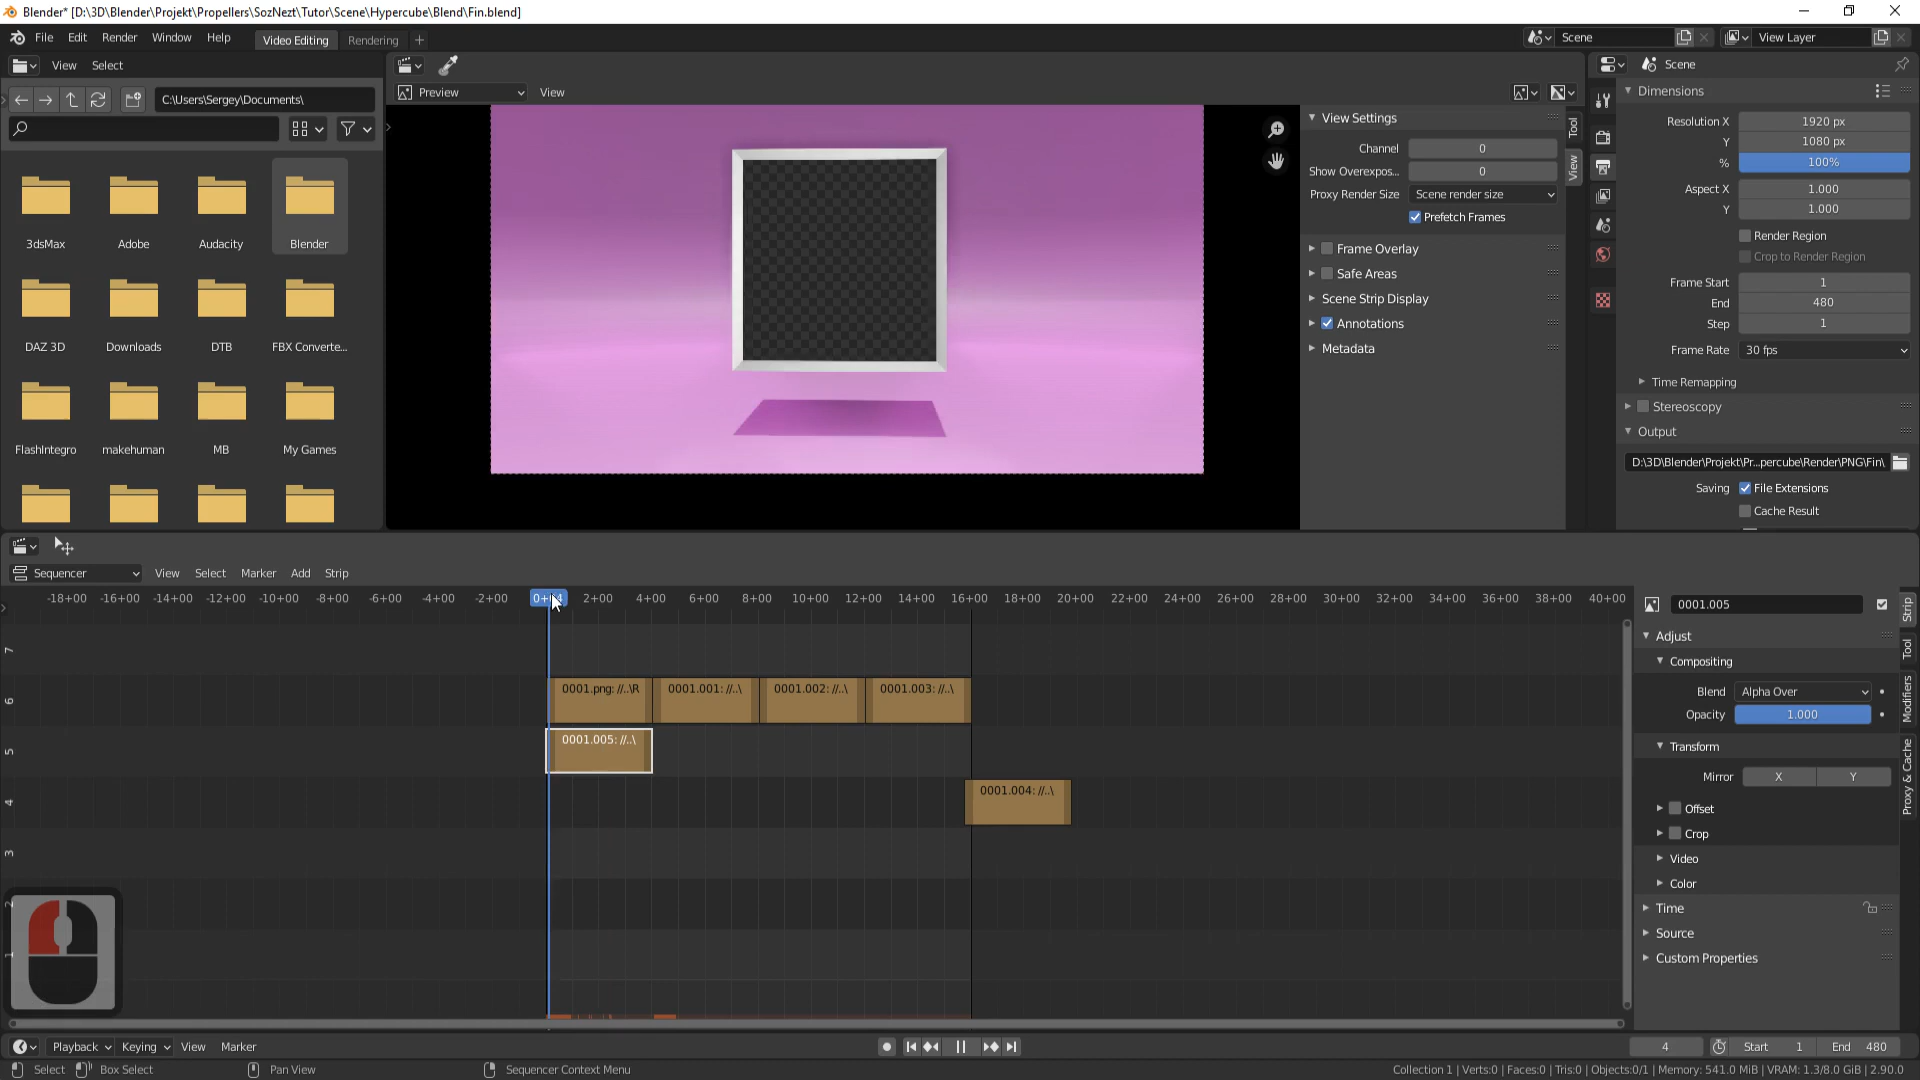 Blender* [D:\3D\Blender\Projekt\Propellers\SozNezt\Tutor\Scene\Hypercube\Blend\Fin.blend]
File Edit Render Window Help Video Editing Rendering + Scene View Layer
View Select
C:\Users\Sergey\Documents\
3dsMax Adobe Audacity Blender
DAZ 3D Downloads DTB FBX Converte...
FlashIntegro makehuman MB My Games
Preview View
View Settings
Channel 0
Show Overexpos... 0
Proxy Render Size Scene render size
Prefetch Frames
Frame Overlay
Safe Areas
Scene Strip Display
Annotations
Metadata
Tool
View
Scene
Dimensions
Resolution X 1920 px
Y 1080 px
% 100%
Aspect X 1.000
Y 1.000
Render Region
Crop to Render Region
Frame Start 1
End 480
Step 1
Frame Rate 30 fps
Time Remapping
Stereoscopy
Output
D:\3D\Blender\Projekt\Pr...percube\Render\PNG\Fin\
Saving File Extensions
Cache Result
Sequencer View Select Marker Add Strip
-18+00 -16+00 -14+00 -12+00 -10+00 -8+00 -6+00 -4+00 -2+00 2+00 4+00 6+00 8+00 10+00 12+00 14+00 16+00 18+00 20+00 22+00 24+00 26+00 28+00 30+00 32+00 34+00 36+00 38+00 40+00
7
6 0001.png: //..\R 0001.001: //..\ 0001.002: //..\ 0001.003: //..\
5 0001.005: //..\
4 0001.004: //..\
3
2
1
0001.005
Adjust
Compositing
Blend Alpha Over
Opacity 1.000
Transform
Mirror X Y
Offset
Crop
Video
Color
Time
Source
Custom Properties
Strip
Tool
Modifiers
Proxy & Cache
Playback Keying View Marker 4 Start 1 End 480
Select Box Select Pan View Sequencer Context Menu Collection 1 | Verts:0 | Faces:0 | Tris:0 | Objects:0/1 | Memory: 541.0 MiB | VRAM: 1.3/8.0 GiB | 2.90.0